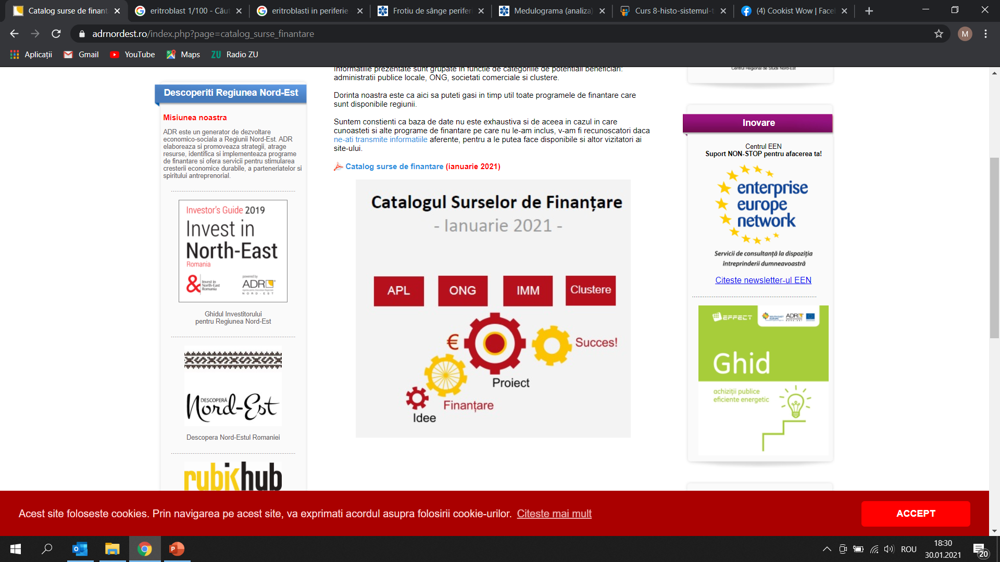 Catalog surse de finant
eritroblast 1/100 - Cău
eritroblasti in periferie
Frotiu de sânge perifer
Medulograma (analiza)
Curs 8-histo-sistemul-t
(4) Cookist Wow | Face
adrnordest.ro/index.php?page=catalog_surse_finantare
M
Aplicații
Gmail
YouTube
Maps
ZU Radio ZU
Descoperiti Regiunea Nord-Est
Misiunea noastra
ADR este un generator de dezvoltare
economico-sociala a Regiunii Nord-Est. ADR
elaboreaza si promoveaza strategii, atrage
resurse, identifica si implementeaza programe
de finantare si ofera servicii pentru stimularea
cresterii economice durabile, a parteneriatelor si
spiritului antreprenorial.
Investor's Guide 2019
Invest in
North-East
Romania
&
Invest in
North-East
Romania
powered by
ADR
NORD-EST
Ghidul Investitorului
pentru Regiunea Nord-Est
DESCOPERĂ
Nord-Est
Descopera Nord-Estul Romaniei
rubikhub
Informatiile prezentate sunt grupate in functie de categoriile de potentiali beneficiari:
administratii publice locale, ONG, societati comerciale si clustere.
Dorinta noastra este ca aici sa puteti gasi in timp util toate programele de finantare care
sunt disponibile regiunii.
Suntem constienti ca baza de date nu este exhaustiva si de aceea in cazul in care
cunoasteti si alte programe de finantare pe care nu le-am inclus, v-am fi recunoscatori daca
ne-ati transmite informatiile aferente, pentru a le putea face disponibile si altor vizitatori ai
site-ului.
Catalog surse de finantare (ianuarie 2021)
Catalogul Surselor de Finanțare
- Ianuarie 2021 -
APL
ONG
IMM
Clustere
€
Succes!
Proiect
Finanțare
Idee
Centrul Regional de Studii Nord-Est
Inovare
Centrul EEN
Suport NON-STOP pentru afacerea ta!
enterprise
europe
network
Servicii de consultanță la dispoziția
întreprinderii dumneavoastră
Citeste newsletter-ul EEN
EFFECT
SOUTH EAST
EUROPE
ADR
Ghid
achiziții publice
eficiente energetic
Acest site foloseste cookies. Prin navigarea pe acest site, va exprimati acordul asupra folosirii cookie-urilor. Citeste mai mult
ACCEPT
ROU
18:30
30.01.2021
20